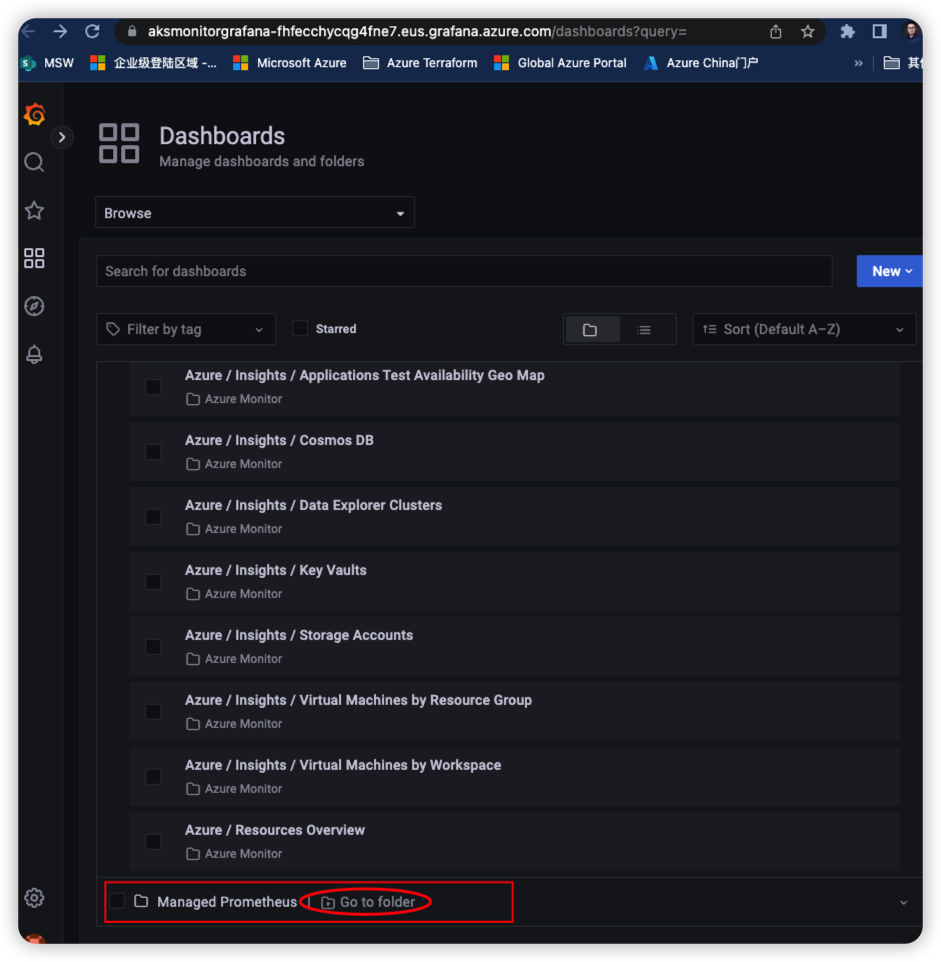 aksmonitorgrafana-fhfecchycqg4fne7.eus.grafana.azure.com/dashboards?query=
MSW 企业级登陆区域 -... Microsoft Azure Azure Terraform Global Azure Portal Azure China门户 » 其
Dashboards
Manage dashboards and folders
Browse
Search for dashboards
New
Filter by tag
Starred
Sort (Default A–Z)
Azure / Insights / Applications Test Availability Geo Map
Azure Monitor
Azure / Insights / Cosmos DB
Azure Monitor
Azure / Insights / Data Explorer Clusters
Azure Monitor
Azure / Insights / Key Vaults
Azure Monitor
Azure / Insights / Storage Accounts
Azure Monitor
Azure / Insights / Virtual Machines by Resource Group
Azure Monitor
Azure / Insights / Virtual Machines by Workspace
Azure Monitor
Azure / Resources Overview
Azure Monitor
Managed Prometheus | Go to folder